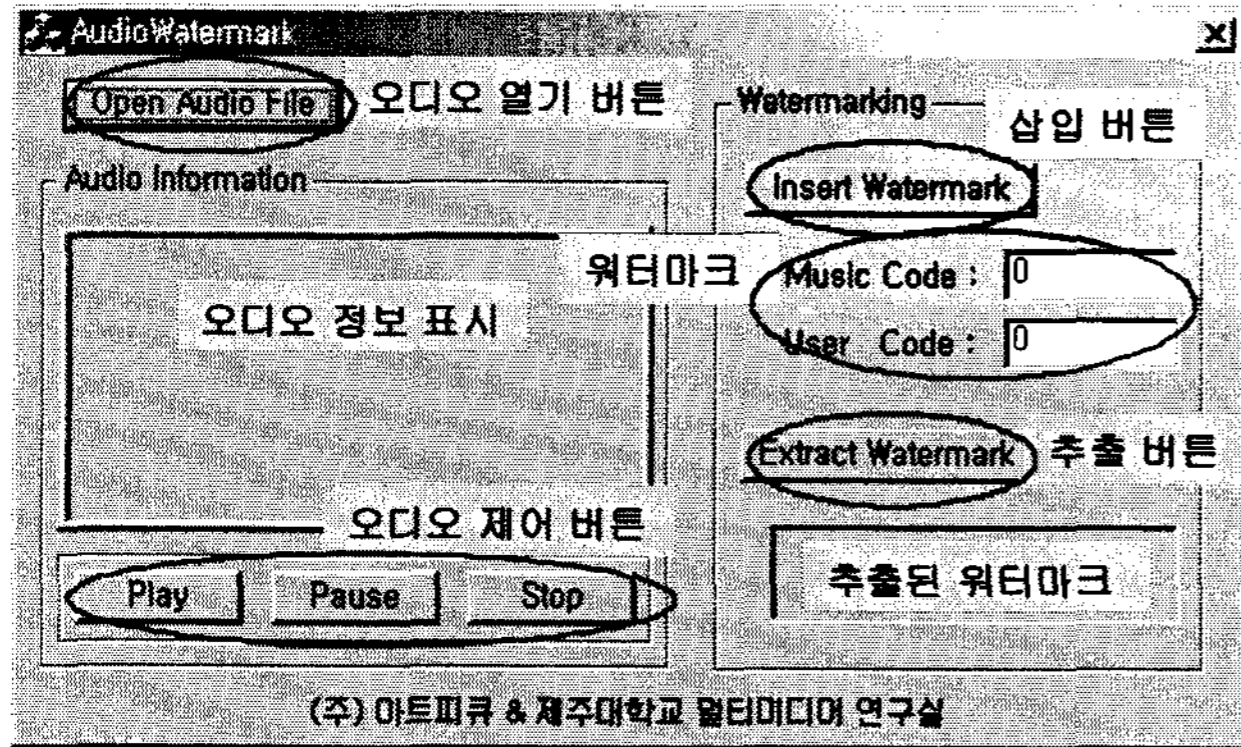 AudioWatermark
Open Audio File
오디오 열기 버튼
Audio Information
오디오 정보 표시
오디오 제어 버튼
Play Pause Stop
Watermarking
삽입 버튼
Insert Watermark
워터마크
Music Code : 0
User Code : 0
Extract Watermark
추출 버튼
추출된 워터마크
(주) 아트피큐 & 제주대학교 멀티미디어 연구실